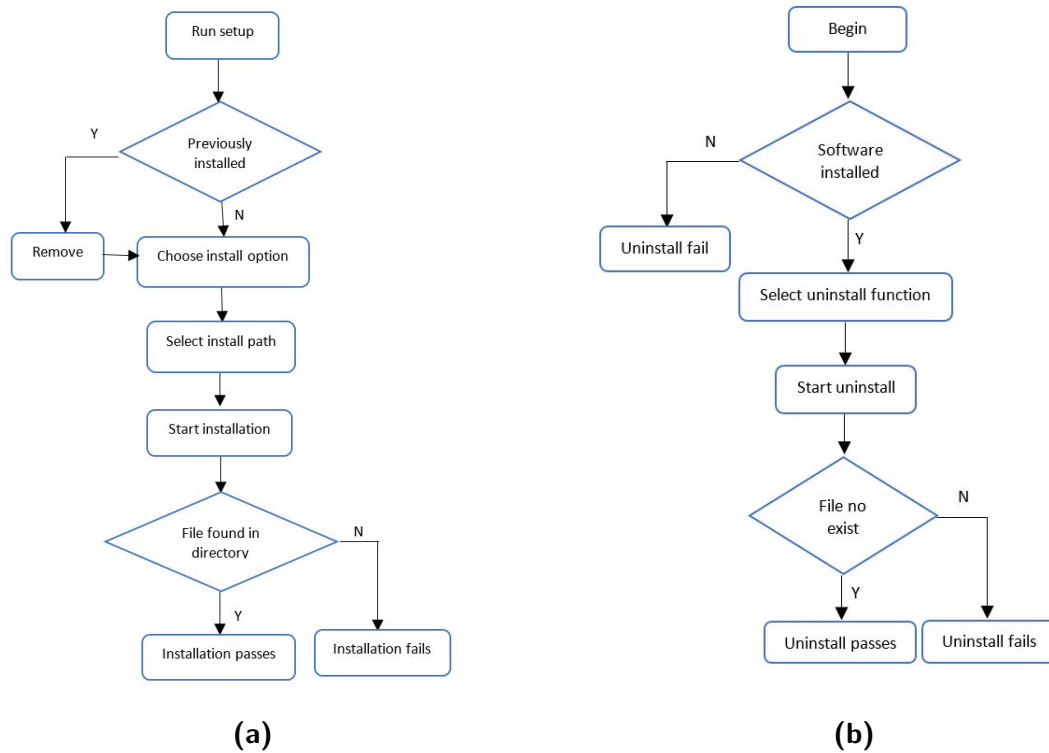 Run setup
Y
Previously
installed
N
Remove
Choose install option
Select install path
Start installation
File found in
directory
N
Y
Installation passes
Installation fails
(a)
Begin
N
Software
installed
Uninstall fail
Y
Select uninstall function
Start uninstall
File no
exist
N
Y
Uninstall passes
Uninstall fails
(b)